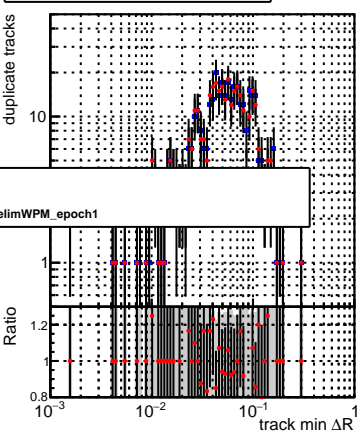 duplicate tracks
10
elimWPM_epoch1
1
Ratio
1.2
1
0.8
10⁻³ 10⁻² 10⁻¹ 1
track min ΔR